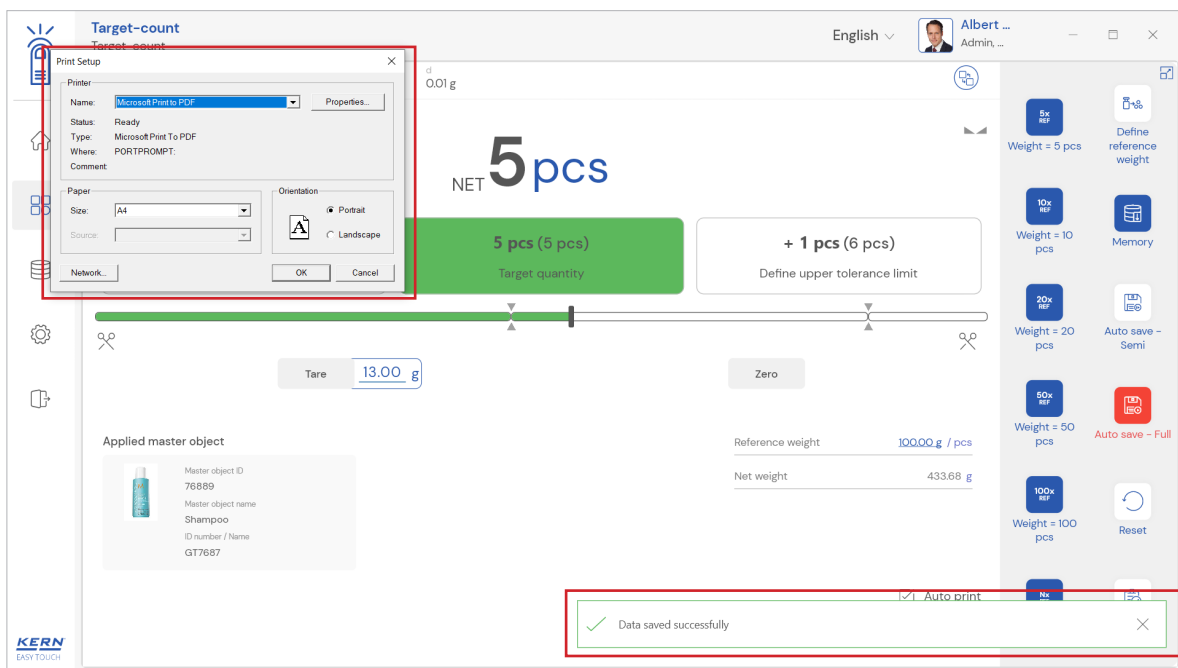 Target-count
Target-count
English
Albert ...
Admin, ...
Print Setup
Printer
Name: Microsoft Print to PDF Properties...
Status: Ready
Type: Microsoft Print To PDF
Where: PORTPROMPT:
Comment:
Paper
Size: A4
Source:
Orientation
A
Portrait
Landscape
Network... OK Cancel
d
0.01 g
NET 5 pcs
5 pcs (5 pcs)
Target quantity
+ 1 pcs (6 pcs)
Define upper tolerance limit
Tare 13.00 g
Zero
Applied master object
Master object ID
76889
Master object name
Shampoo
ID number / Name
GT7687
Reference weight 100.00 g / pcs
Net weight 433.68 g
Auto print
Data saved successfully
5x
REF
Weight = 5 pcs
Define
reference
weight
10x
REF
Weight = 10
pcs
Memory
20x
REF
Weight = 20
pcs
Auto save -
Semi
50x
REF
Weight = 50
pcs
Auto save - Full
100x
REF
Weight = 100
pcs
Reset
Nx
KERN
EASY TOUCH